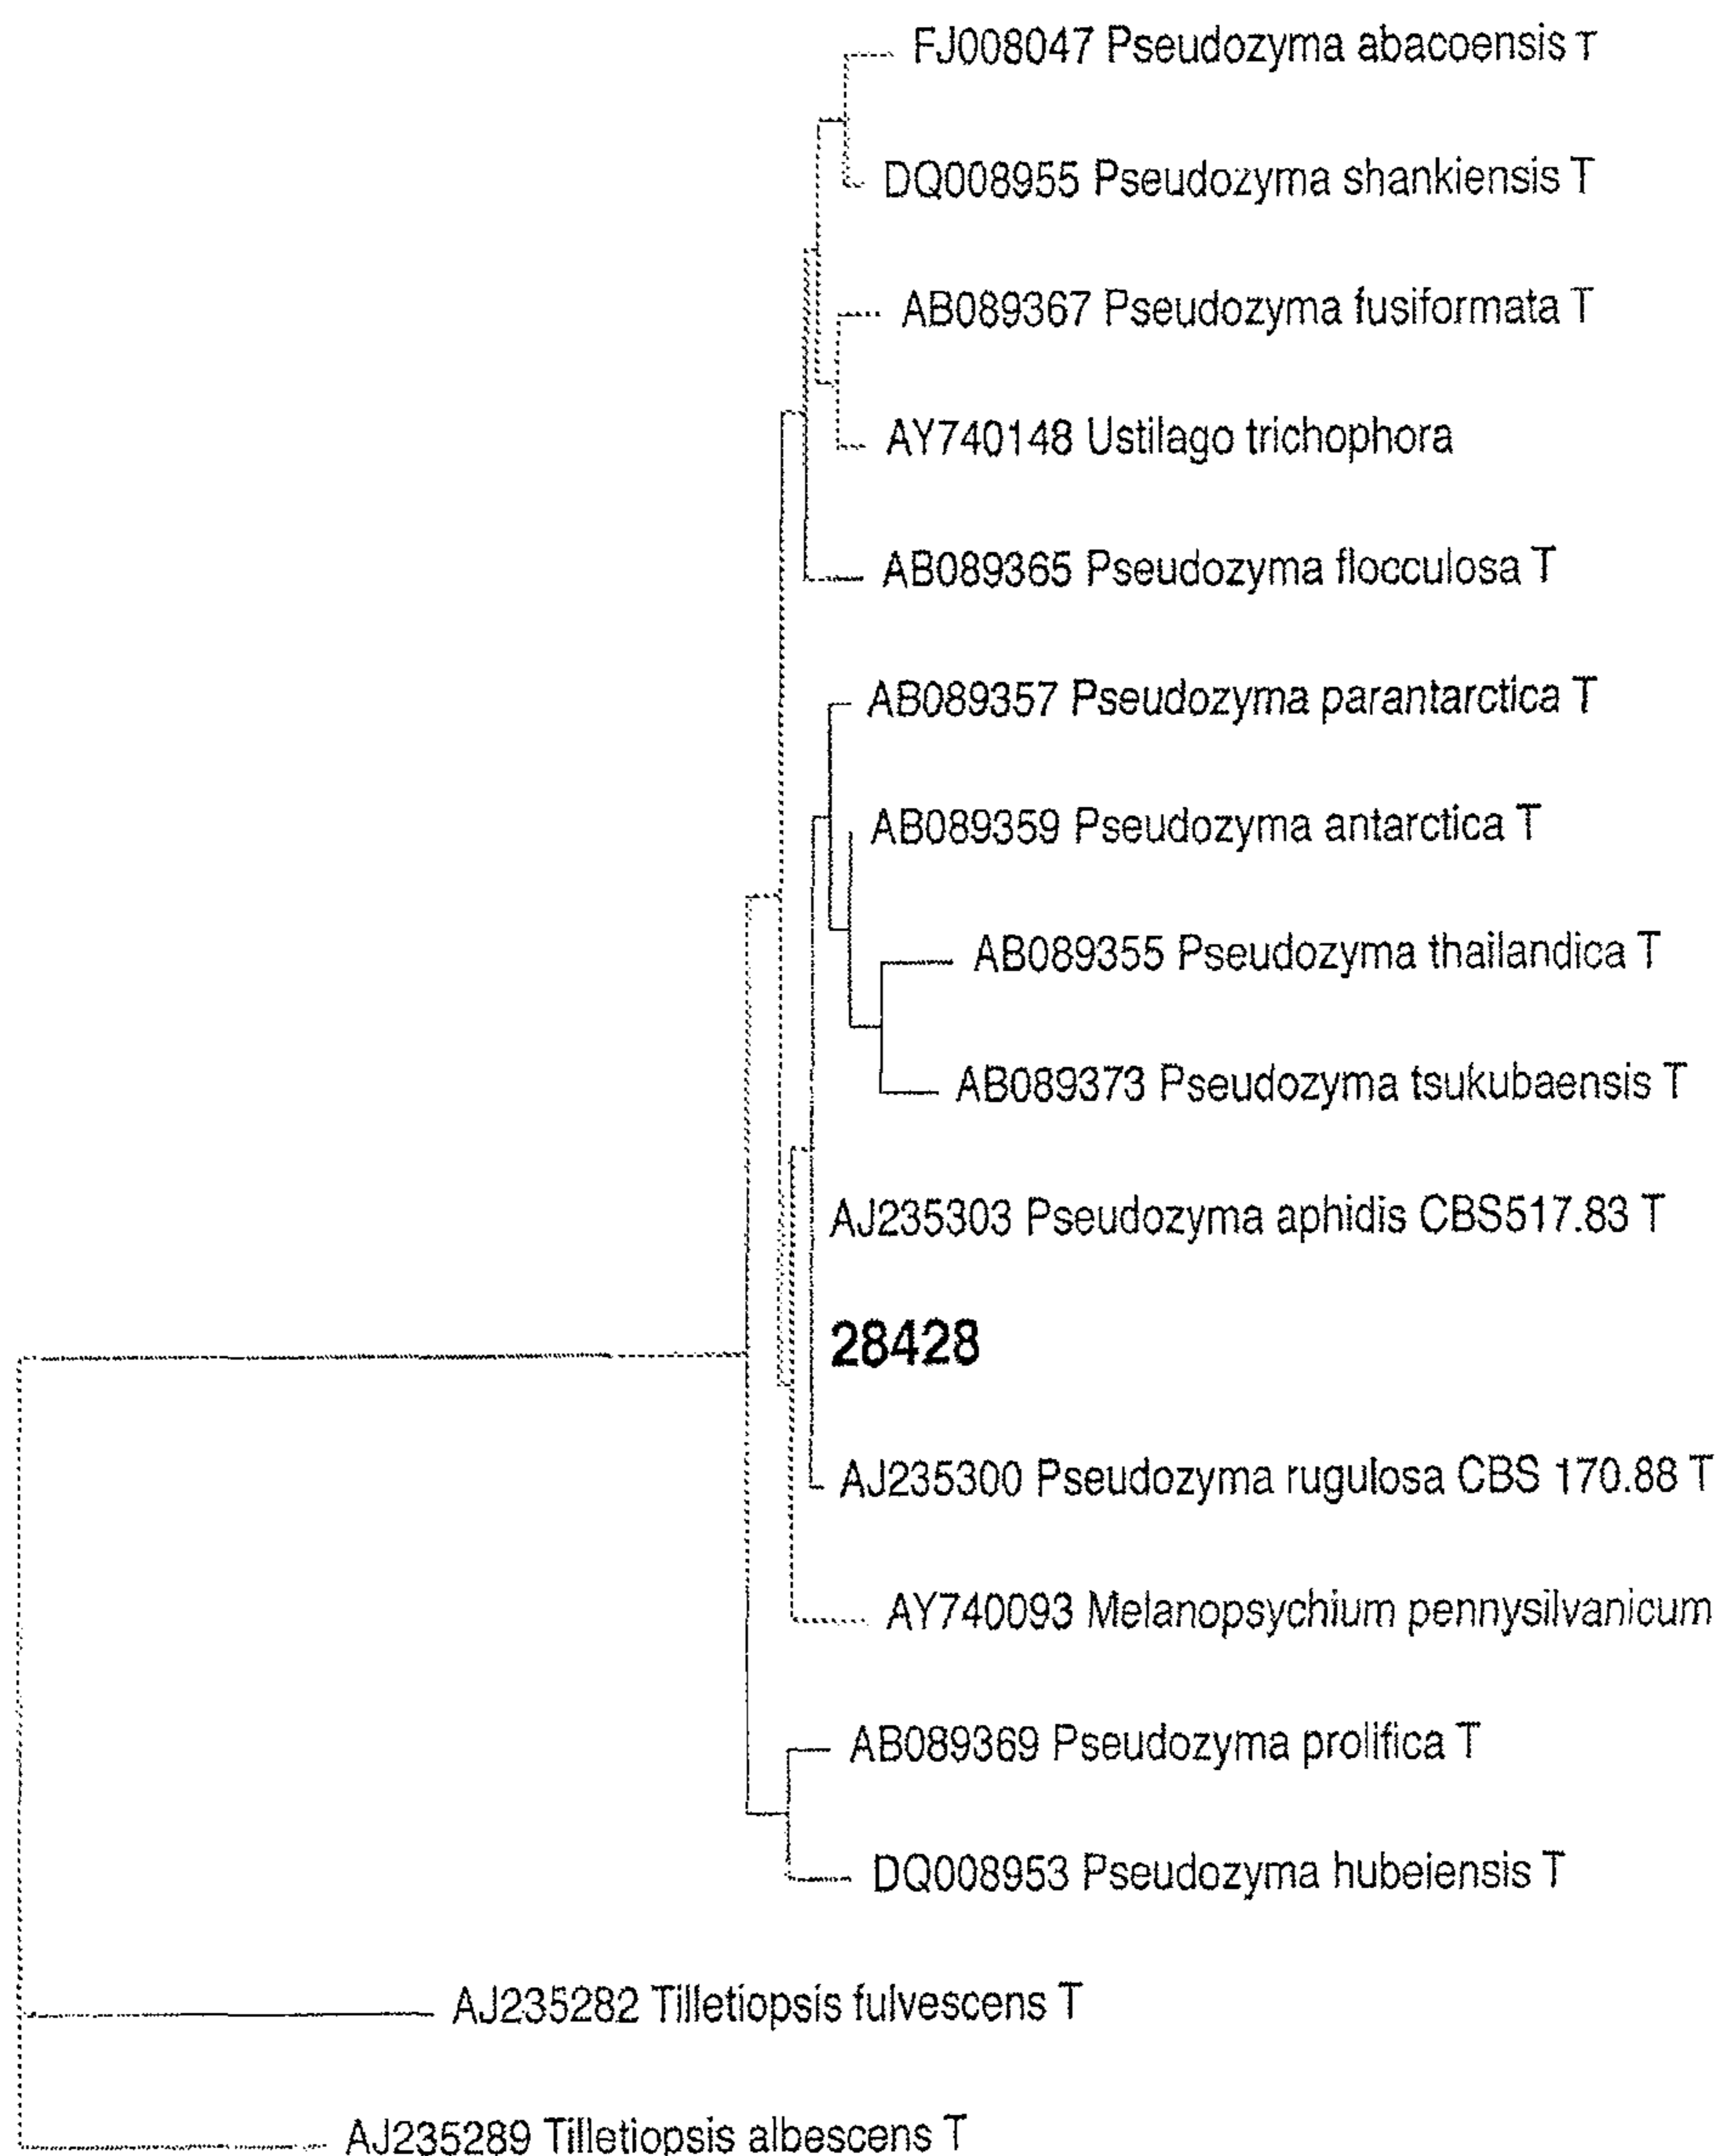 FJ008047 Pseudozyma abacoensis T
DQ008955 Pseudozyma shankiensis T
AB089367 Pseudozyma fusiformata T
AY740148 Ustilago trichophora
AB089365 Pseudozyma flocculosa T
AB089357 Pseudozyma parantarctica T
AB089359 Pseudozyma antarctica T
AB089355 Pseudozyma thailandica T
AB089373 Pseudozyma tsukubaensis T
AJ235303 Pseudozyma aphidis CBS517.83 T
28428
AJ235300 Pseudozyma rugulosa CBS 170.88 T
AY740093 Melanopsychium pennysilvanicum
AB089369 Pseudozyma prolifica T
DQ008953 Pseudozyma hubeiensis T
AJ235282 Tilletiopsis fulvescens T
AJ235289 Tilletiopsis albescens T